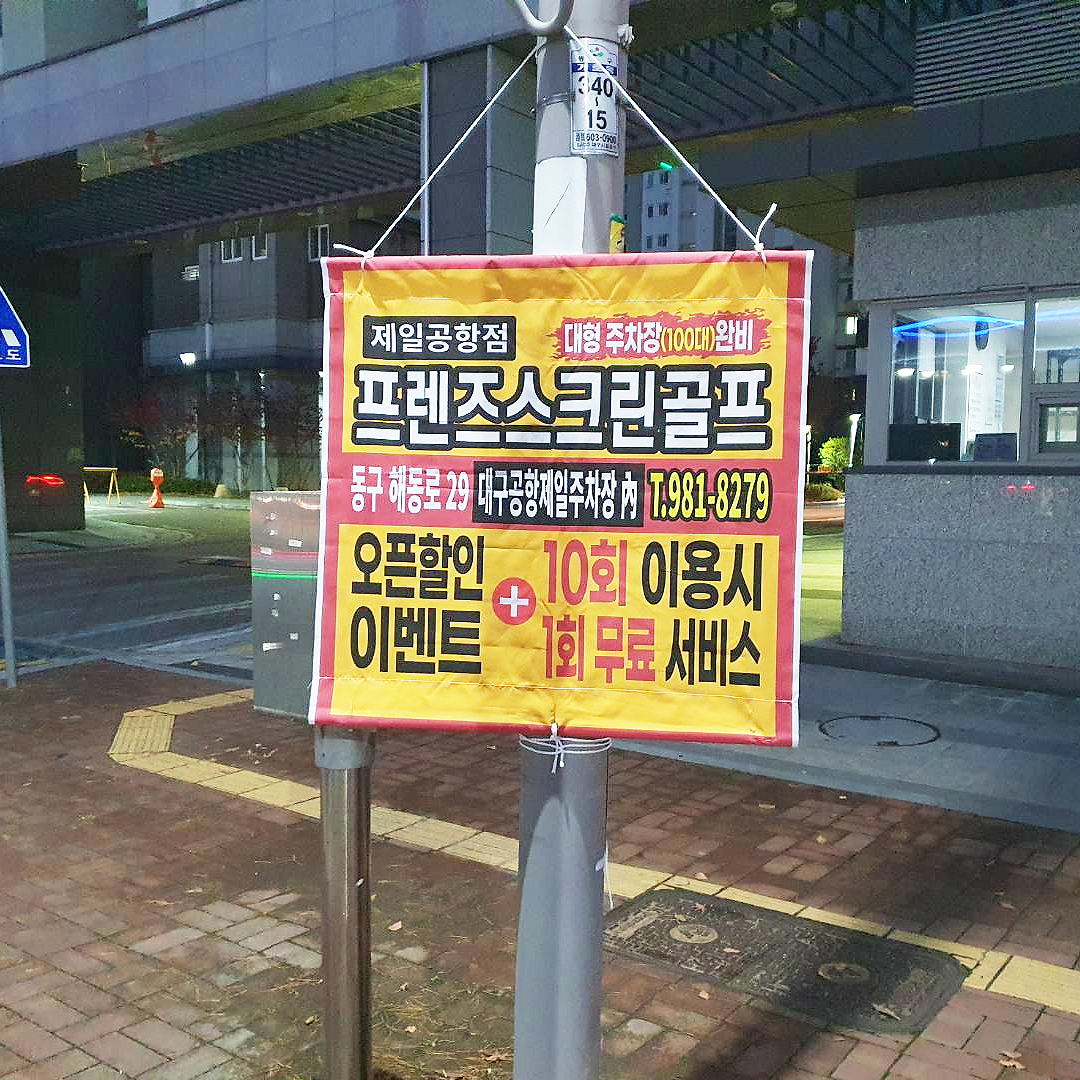 340
~
15
603-0900
제일공항점
대형 주차장(100대)완비
프렌즈스크린골프
동구 해동로 29 대구공항제일주차장 內 T.981-8279
오픈할인 + 10회 이용시
이벤트 1회 무료 서비스
도